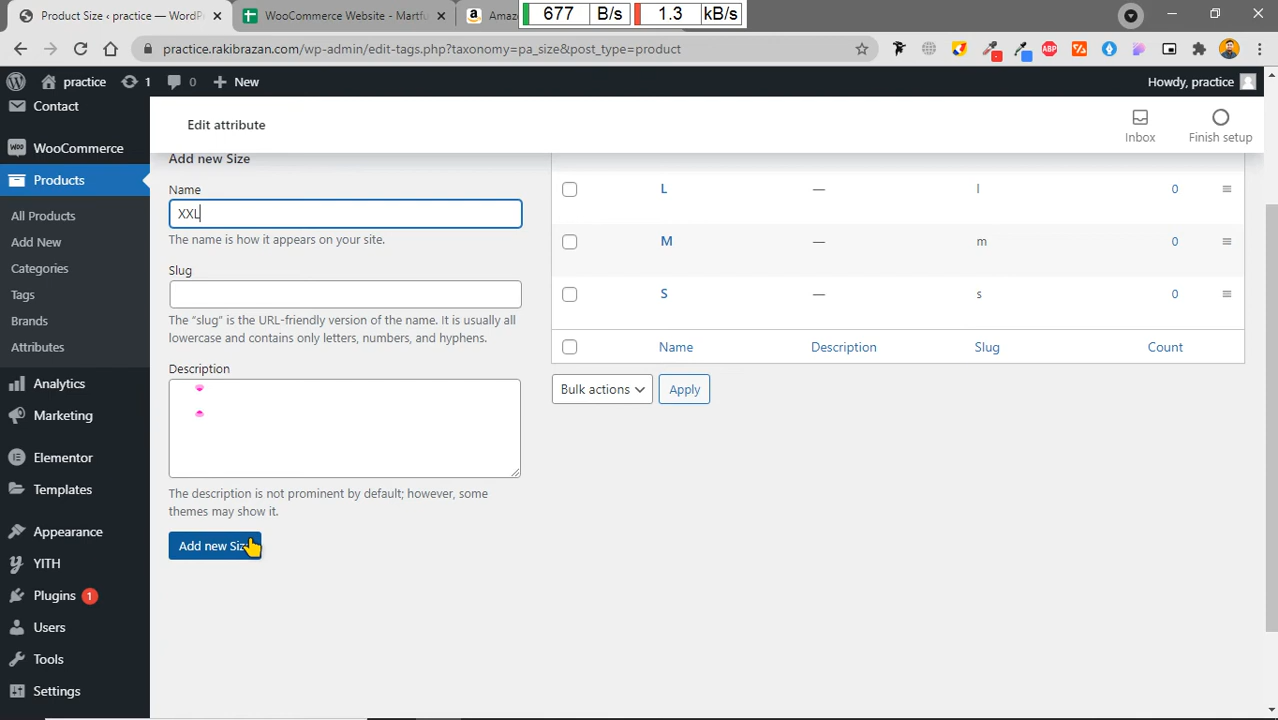 Product Size ‹ practice — WordP
WooCommerce Website - Martfu
Amaz
677 B/s 1.3 kB/s
practice.rakibrazan.com/wp-admin/edit-tags.php?taxonomy=pa_size&post_type=product
practice 1 0 New
Howdy, practice
Contact
WooCommerce
Products
All Products
Add New
Categories
Tags
Brands
Attributes
Analytics
Marketing
Elementor
Templates
Appearance
YITH
Plugins 1
Users
Tools
Settings
Edit attribute
Inbox
Finish setup
Add new Size
Name
XXL
The name is how it appears on your site.
Slug
The “slug” is the URL-friendly version of the name. It is usually all
lowercase and contains only letters, numbers, and hyphens.
Description
The description is not prominent by default; however, some
themes may show it.
Add new Size
L — l 0
M — m 0
S — s 0
Name Description Slug Count
Bulk actions Apply